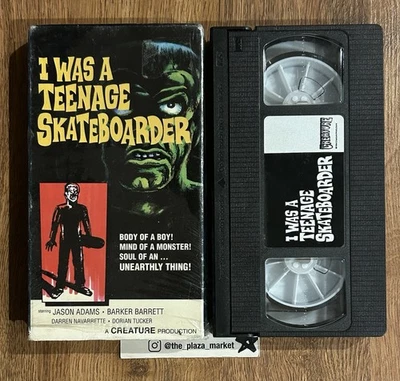 I WAS A
TEENAGE
SKATEBOARDER
BODY OF A BOY!
MIND OF A MONSTER!
SOUL OF AN ...
UNEARTHLY THING!
starring JASON ADAMS • BARKER BARRETT
DARREN NAVARRETTE • DORIAN TUCKER
A CREATURE PRODUCTION
CREATURE
I WAS A
TEENAGE
SKATEBOARDER
@the_plaza_market